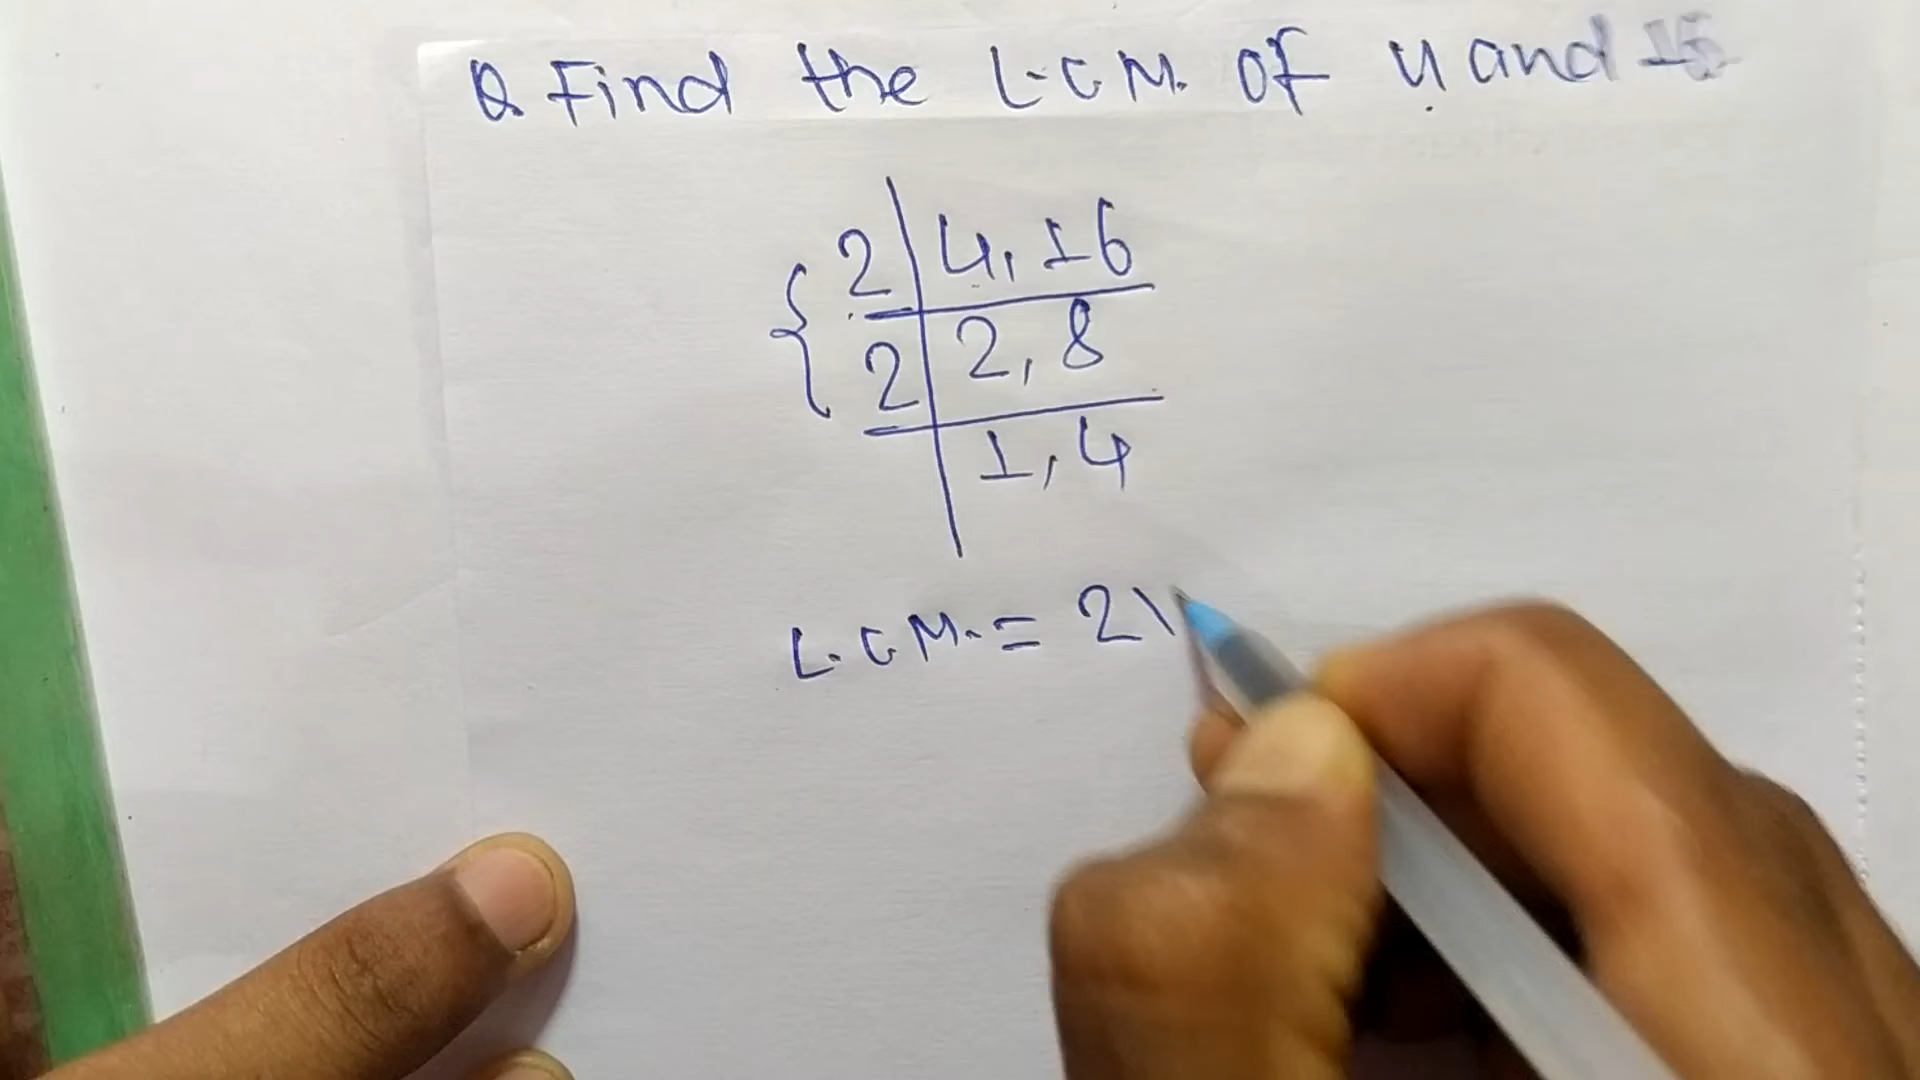 Q Find the L.C.M. of 4 and 16
2 | 4, 16
2 | 2, 8
1, 4
L.C.M. = 2